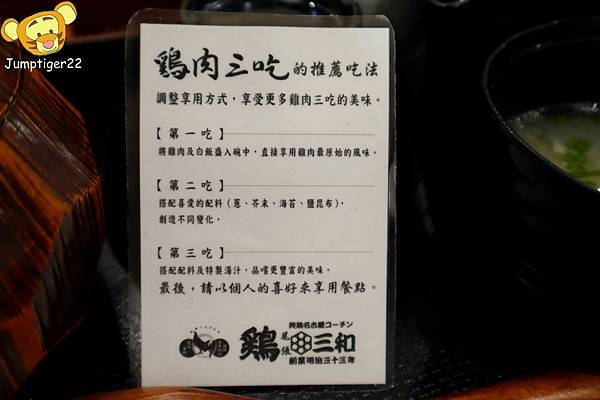 Jumptiger22
鷄肉三吃的推薦吃法
調整享用方式，享受更多雞肉三吃的美味。
【第一吃】
將雞肉及白飯盛入碗中，直接享用雞肉最原始的風味。
【第二吃】
搭配喜愛的配料（蔥、芥末、海苔、鹽昆布），
創造不同變化。
【第三吃】
搭配配料及特製湯汁，品嚐更豐富的美味。
最後，請以個人的喜好來享用餐點。
純鷄名古屋コーチン
鷄尾張三和
創業明治三十三年